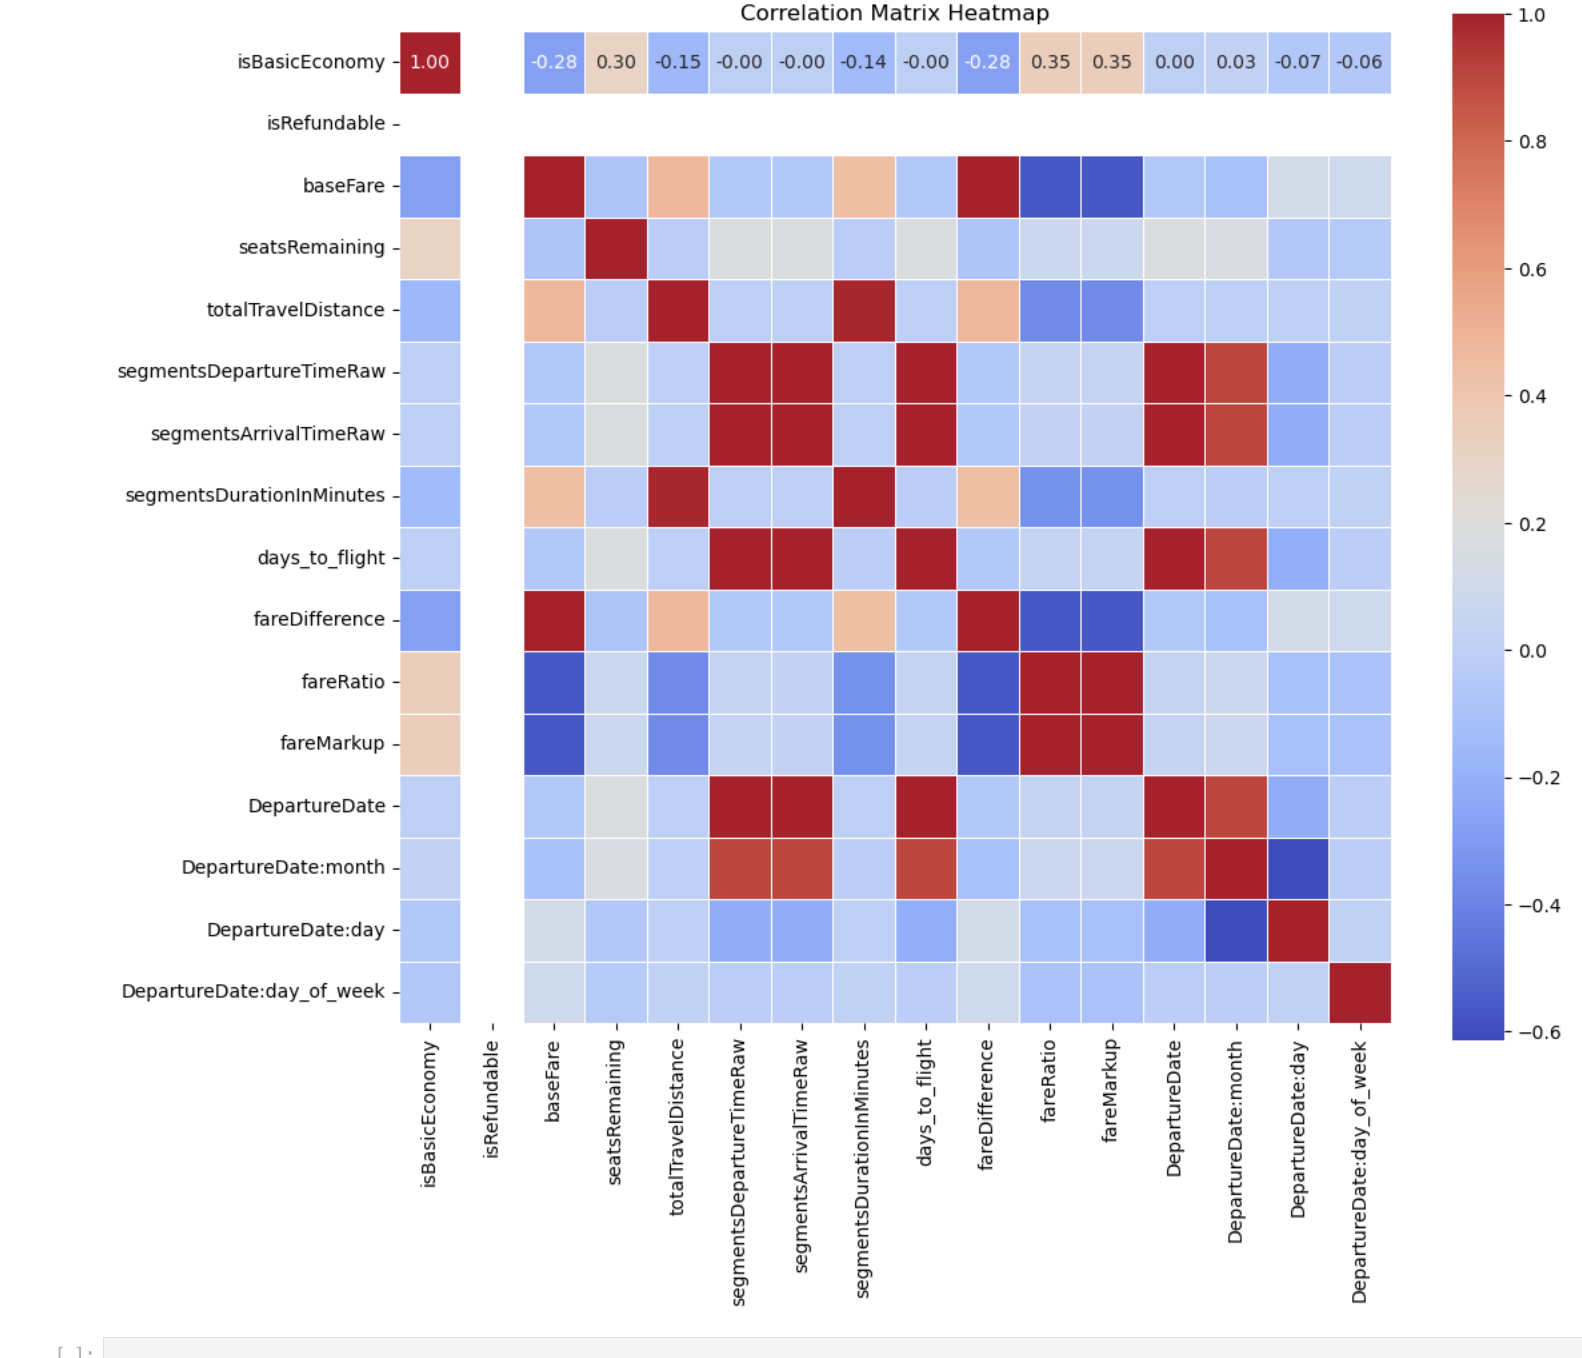 Correlation Matrix Heatmap
isBasicEconomy
1.00 -0.28 0.30 -0.15 -0.00 -0.00 -0.14 -0.00 -0.28 0.35 0.35 0.00 0.03 -0.07 -0.06
isRefundable
baseFare
seatsRemaining
totalTravelDistance
segmentsDepartureTimeRaw
segmentsArrivalTimeRaw
segmentsDurationInMinutes
days_to_flight
fareDifference
fareRatio
fareMarkup
DepartureDate
DepartureDate:month
DepartureDate:day
DepartureDate:day_of_week
isBasicEconomy
isRefundable
baseFare
seatsRemaining
totalTravelDistance
segmentsDepartureTimeRaw
segmentsArrivalTimeRaw
segmentsDurationInMinutes
days_to_flight
fareDifference
fareRatio
fareMarkup
DepartureDate
DepartureDate:month
DepartureDate:day
DepartureDate:day_of_week
1.0
0.8
0.6
0.4
0.2
0.0
−0.2
−0.4
−0.6
[ ]: